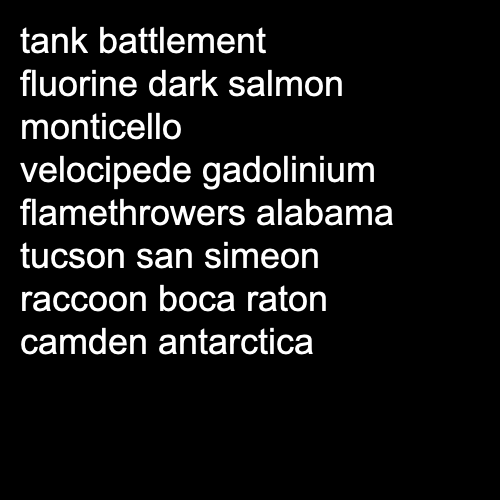 tank battlement
fluorine dark salmon
monticello
velocipede gadolinium
flamethrowers alabama
tucson san simeon
raccoon boca raton
camden antarctica